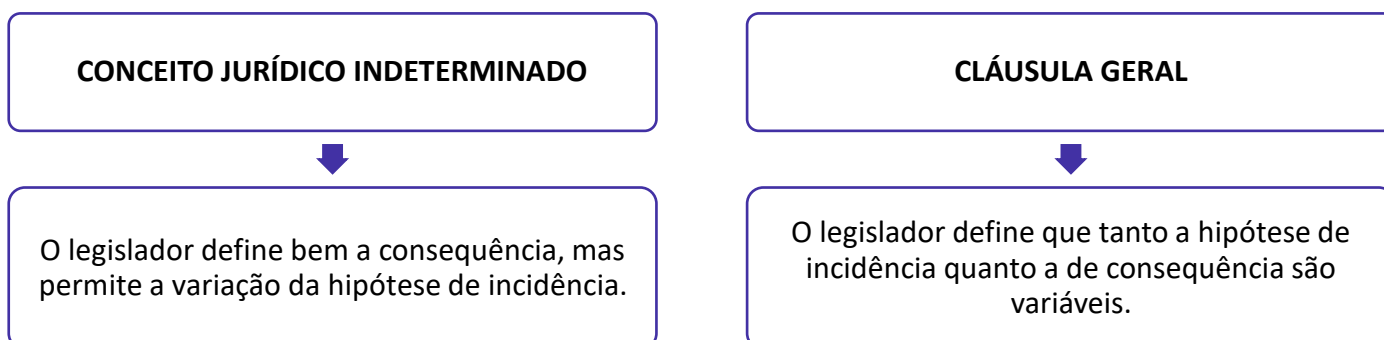 CONCEITO JURÍDICO INDETERMINADO
O legislador define bem a consequência, mas
permite a variação da hipótese de incidência.
CLÁUSULA GERAL
O legislador define que tanto a hipótese de
incidência quanto a de consequência são
variáveis.